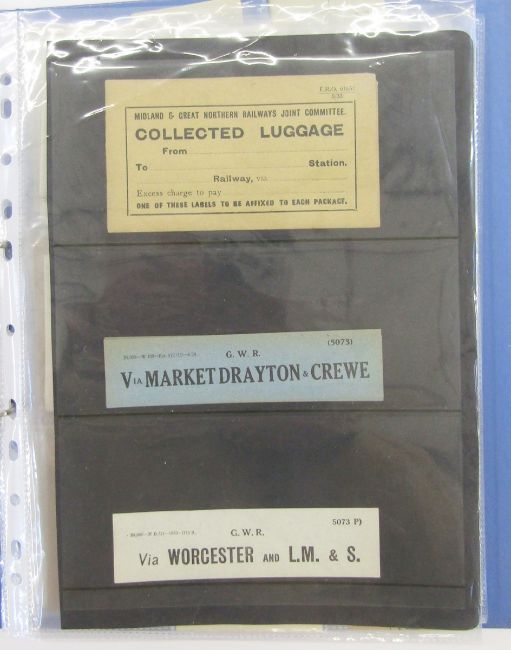 MIDLAND & GREAT NORTHERN RAILWAYS JOINT COMMITTEE.
COLLECTED LUGGAGE
From
To Station.
Railway, via
Excess charge to pay
ONE OF THESE LABELS TO BE AFFIXED TO EACH PACKAGE.
(5073)
G. W. R.
VIA MARKET DRAYTON & CREWE
5073 P)
G. W. R.
Via WORCESTER AND L.M. & S.